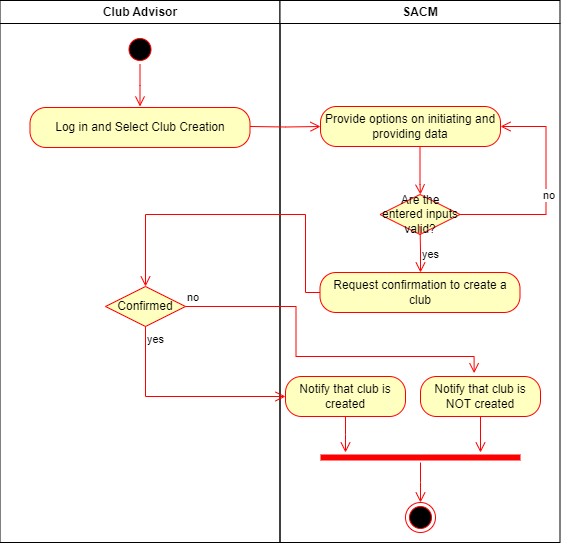 Club Advisor
SACM
Log in and Select Club Creation
Provide options on initiating and
providing data
Are the
entered inputs
valid?
no
yes
Request confirmation to create a
club
Confirmed
no
yes
Notify that club is
created
Notify that club is
NOT created